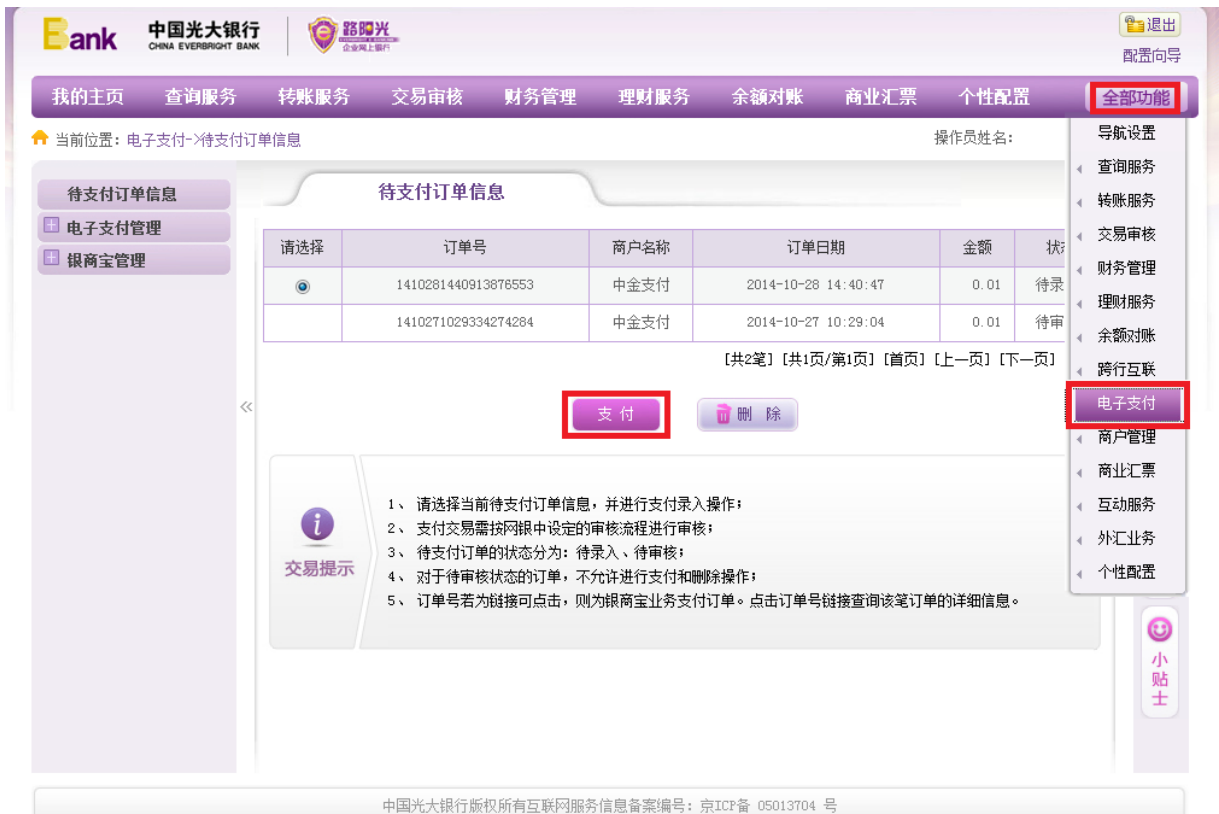 Bank 中国光大银行 CHINA EVERBRIGHT BANK 阳光 企业网上银行
退出
配置向导
我的主页 查询服务 转账服务 交易审核 财务管理 理财服务 余额对账 商业汇票 个性配置 全部功能
当前位置：电子支付->待支付订单信息 操作员姓名：
导航设置
查询服务
转账服务
交易审核
财务管理
理财服务
余额对账
跨行互联
电子支付
商户管理
商业汇票
互动服务
外汇业务
个性配置
待支付订单信息
电子支付管理
银商宝管理
待支付订单信息
请选择 订单号 商户名称 订单日期 金额
1410281440913876553 中金支付 2014-10-28 14:40:47 0.01 待录
1410271029334274284 中金支付 2014-10-27 10:29:04 0.01 待审
[共2笔] [共1页/第1页] [首页] [上一页] [下一页]
支 付 删 除
交易提示
1、 请选择当前待支付订单信息，并进行支付录入操作；
2、 支付交易需按网银中设定的审核流程进行审核；
3、 待支付订单的状态分为：待录入、待审核；
4、 对于待审核状态的订单，不允许进行支付和删除操作；
5、 订单号若为链接可点击，则为银商宝业务支付订单。点击订单号链接查询该笔订单的详细信息。
小贴士
中国光大银行版权所有互联网服务信息备案编号：京ICP备 05013704 号